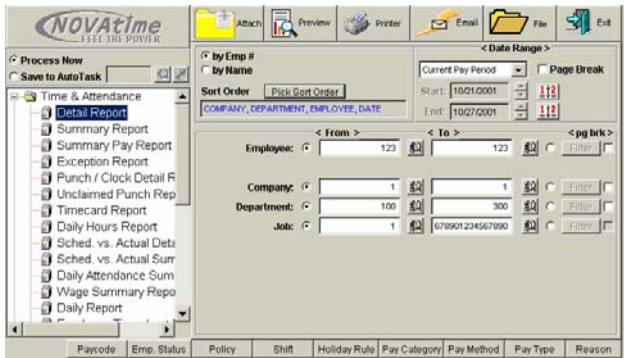 NOVAtime
FEEL THE POWER
Attach Preview Printer Email File Exit
Process Now
Save to AutoTask
Time & Attendance
Detail Report
Summary Report
Summary Pay Report
Exception Report
Punch / Clock Detail R
Unclaimed Punch Rep
Timecard Report
Daily Hours Report
Sched. vs. Actual Deta
Sched. vs. Actual Sum
Daily Attendance Sum
Wage Summary Repo
Daily Report
by Emp #
by Name
Sort Order Pick Sort Order
COMPANY, DEPARTMENT, EMPLOYEE, DATE
< Date Range >
Current Pay Period Page Break
Start: 10/21/2001
End: 10/27/2001
< From > < To > < pg brk >
Employee: 123 123 Filter
Company: 1 1 Filter
Department: 100 300 Filter
Job: 1 678901234567890 Filter
Paycode Emp. Status Policy Shift Holiday Rule Pay Category Pay Method Pay Type Reason